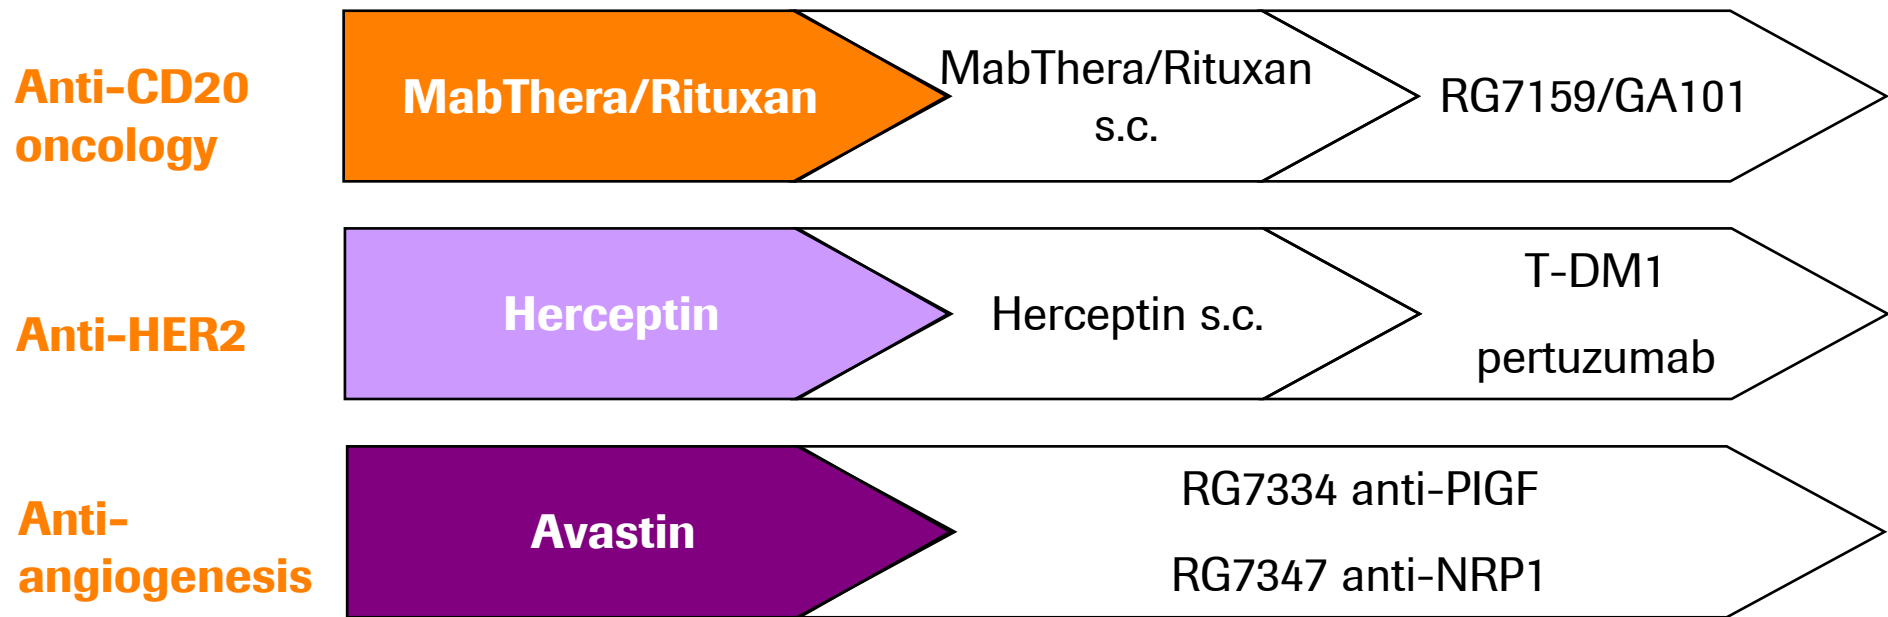 Anti-CD20
oncology
MabThera/Rituxan
MabThera/Rituxan
s.c.
RG7159/GA101
Anti-HER2
Herceptin
Herceptin s.c.
T-DM1
pertuzumab
Anti-
angiogenesis
Avastin
RG7334 anti-PIGF
RG7347 anti-NRP1